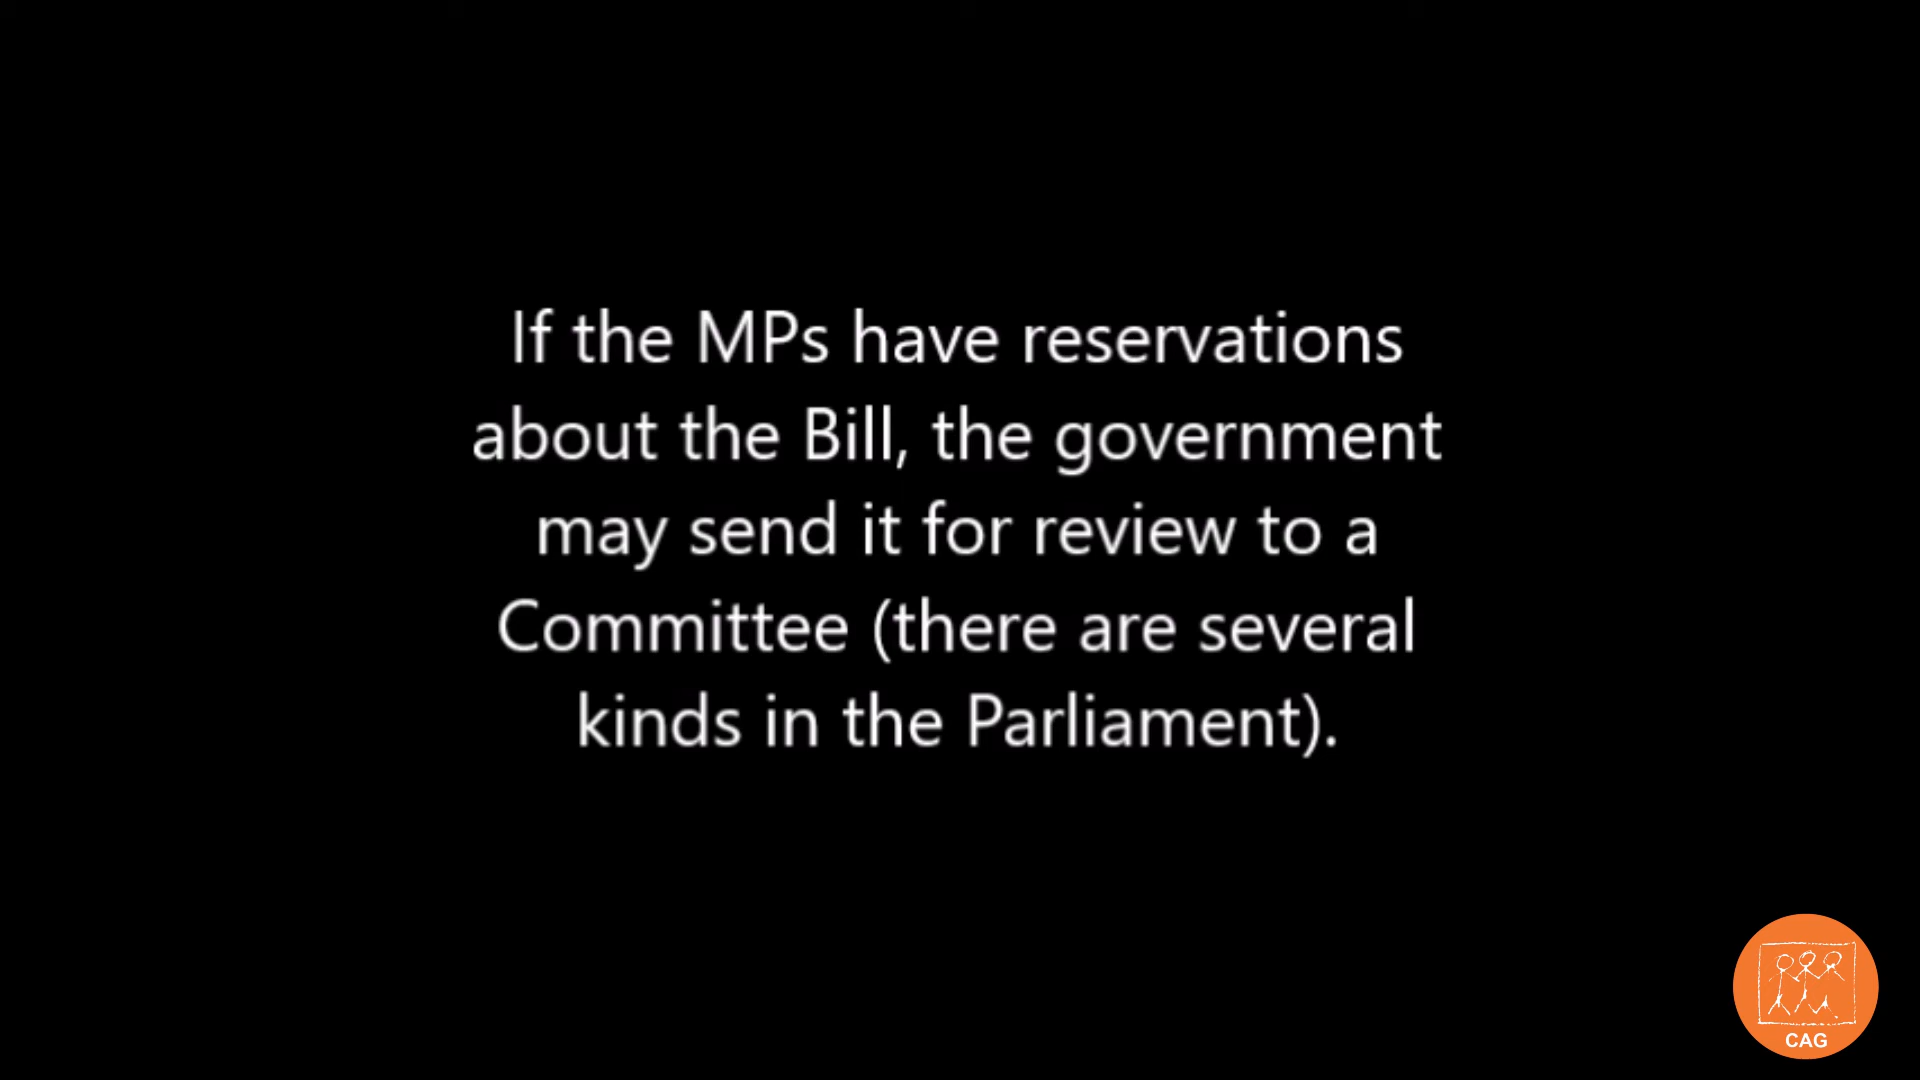 If the MPs have reservations
about the Bill, the government
may send it for review to a
Committee (there are several
kinds in the Parliament).
CAG